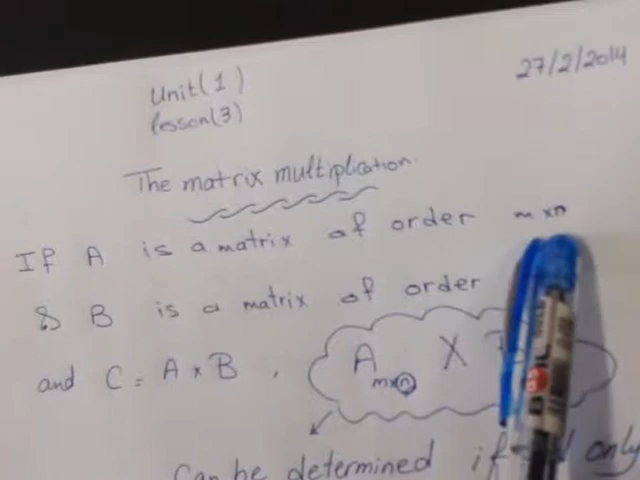 27/2/2014
Unit(1)
lesson(3)
The matrix multiplication
If A is a matrix of order m×n
& B is a matrix of order
and C = A × B , A m×n X
Can be determined if only